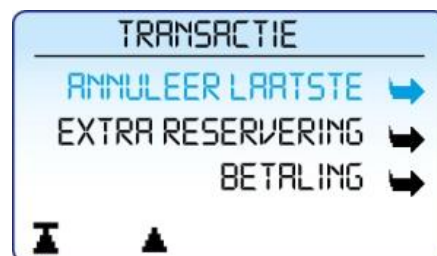 TRANSACTIE
ANNULEER LAATSTE
EXTRA RESERVERING
BETALING